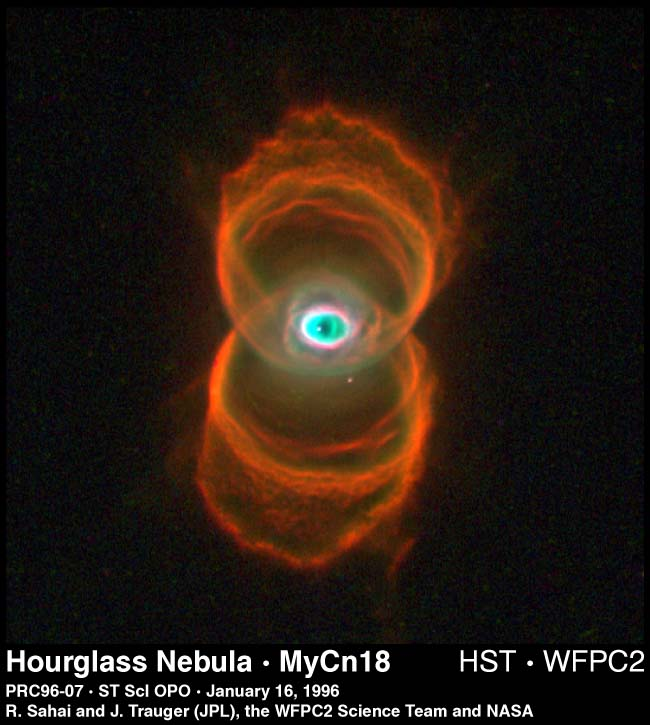 Hourglass Nebula · MyCn18 HST · WFPC2
PRC96-07 · ST ScI OPO · January 16, 1996
R. Sahai and J. Trauger (JPL), the WFPC2 Science Team and NASA